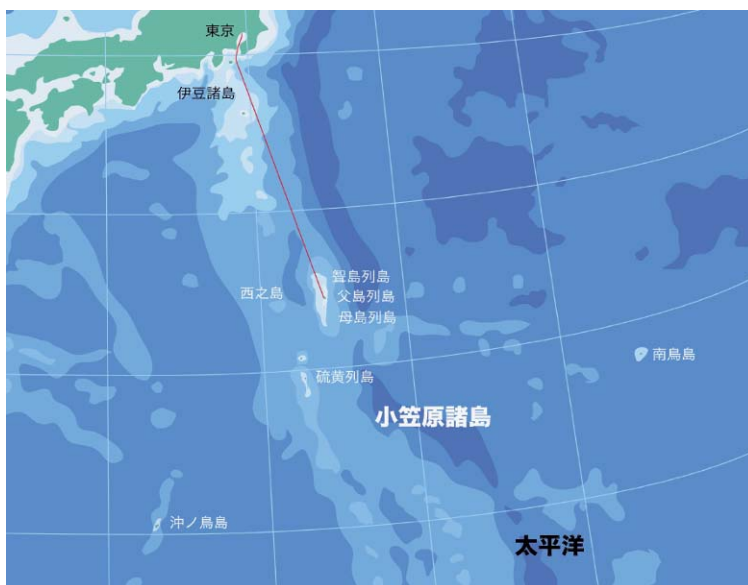 東京
伊豆諸島
聟島列島
西之島
父島列島
母島列島
南鳥島
硫黄列島
小笠原諸島
沖ノ鳥島
太平洋